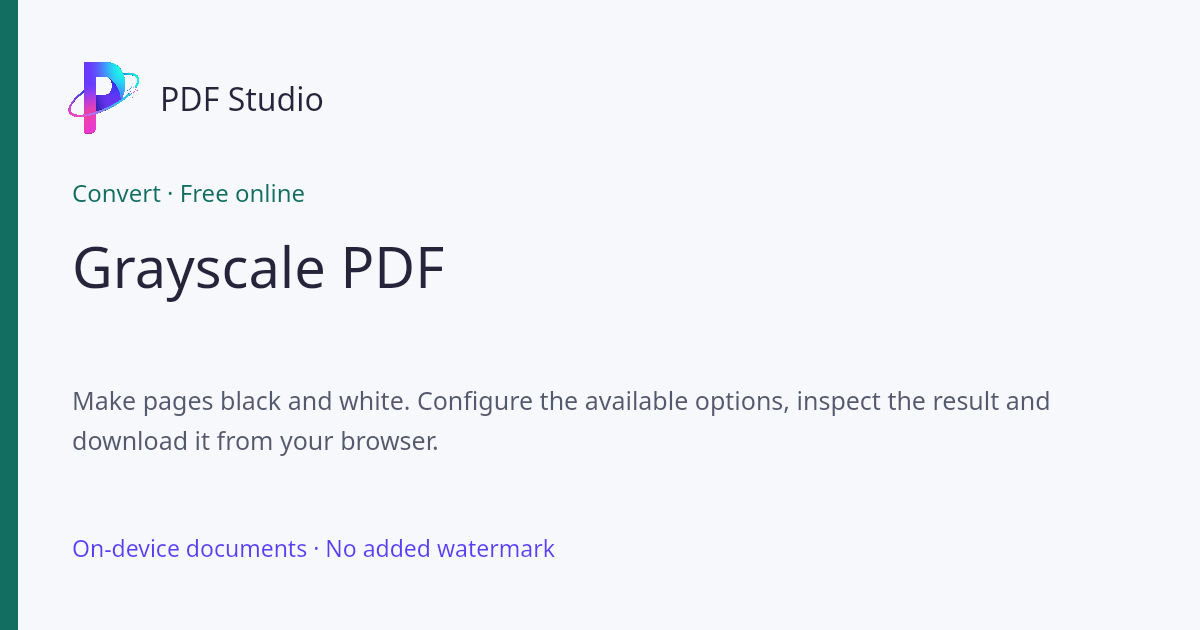 PDF Studio
Convert · Free online
Grayscale PDF
Make pages black and white. Configure the available options, inspect the result and
download it from your browser.
On-device documents · No added watermark